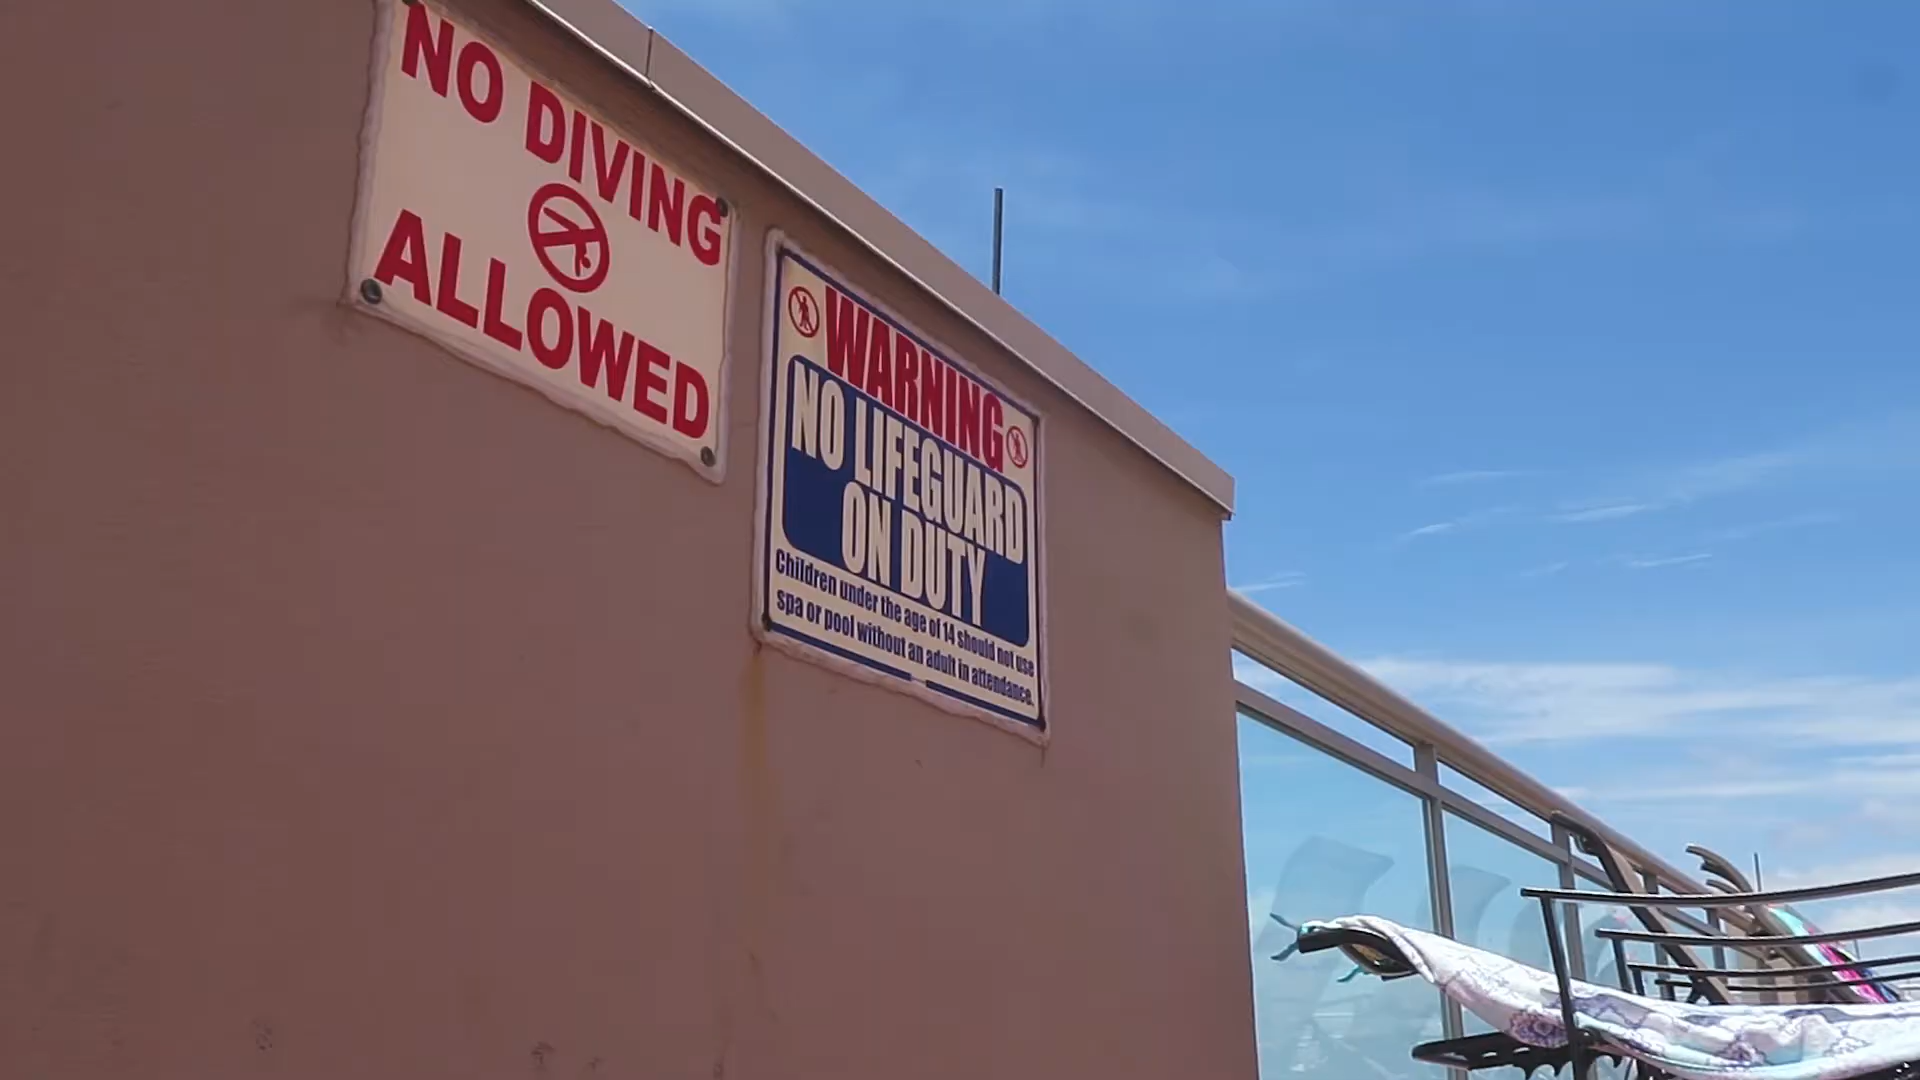 NO DIVING
ALLOWED
WARNING
NO LIFEGUARD
ON DUTY
Children under the age of 14 should not use
spa or pool without an adult in attendance.